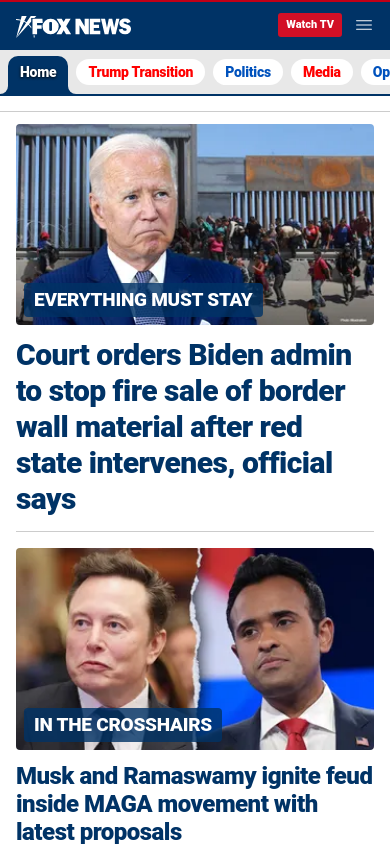 FOX NEWS
Watch TV
Home
Trump Transition
Politics
Media
Op
EVERYTHING MUST STAY
Photo Illustration
Court orders Biden admin
to stop fire sale of border
wall material after red
state intervenes, official
says
IN THE CROSSHAIRS
Musk and Ramaswamy ignite feud
inside MAGA movement with
latest proposals